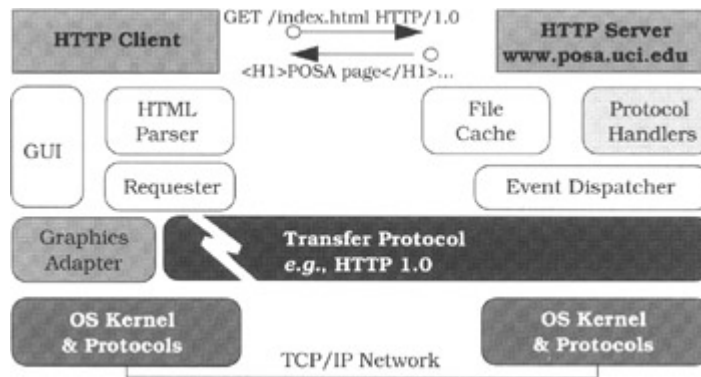 GET /index.html HTTP/1.0
HTTP Client
HTTP Server
www.posa.uci.edu
<H1>POSA page</H1>...
GUI
HTML
Parser
File
Cache
Protocol
Handlers
Requester
Event Dispatcher
Graphics
Adapter
Transfer Protocol
e.g., HTTP 1.0
OS Kernel
& Protocols
OS Kernel
& Protocols
TCP/IP Network